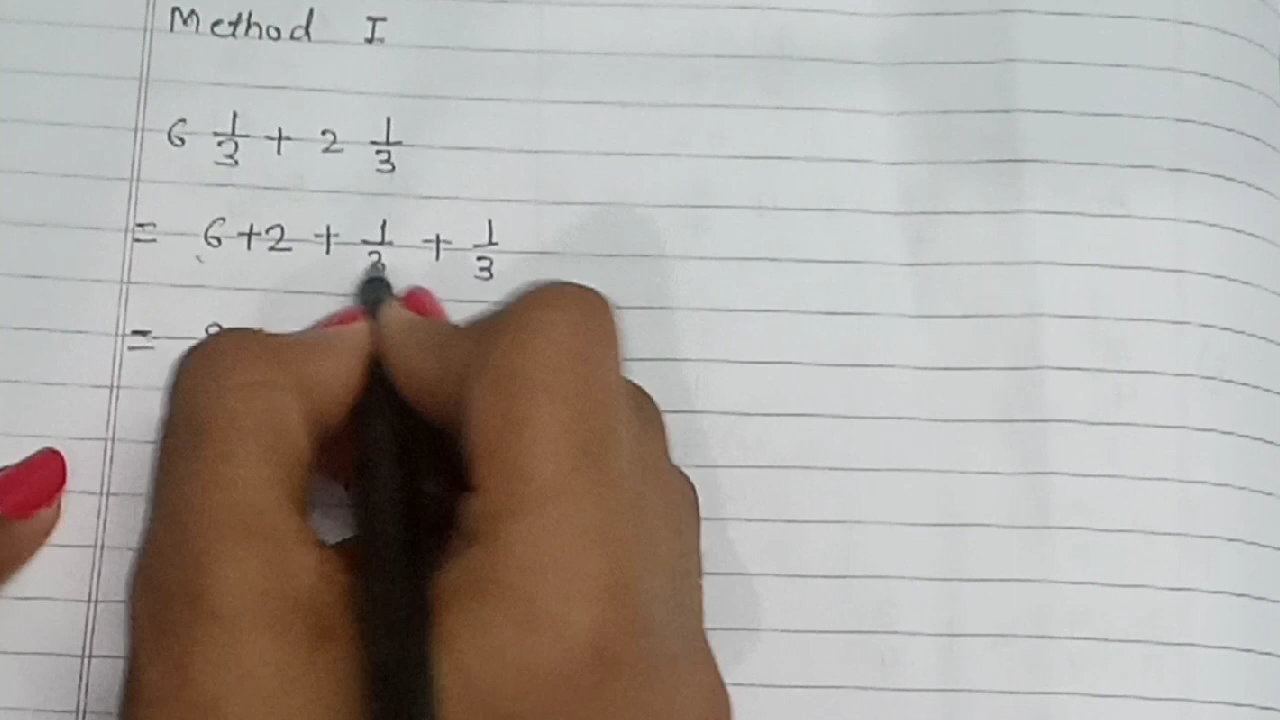 Method I
6 1/3 + 2 1/3
= 6+2 + 1/3 + 1/3
=